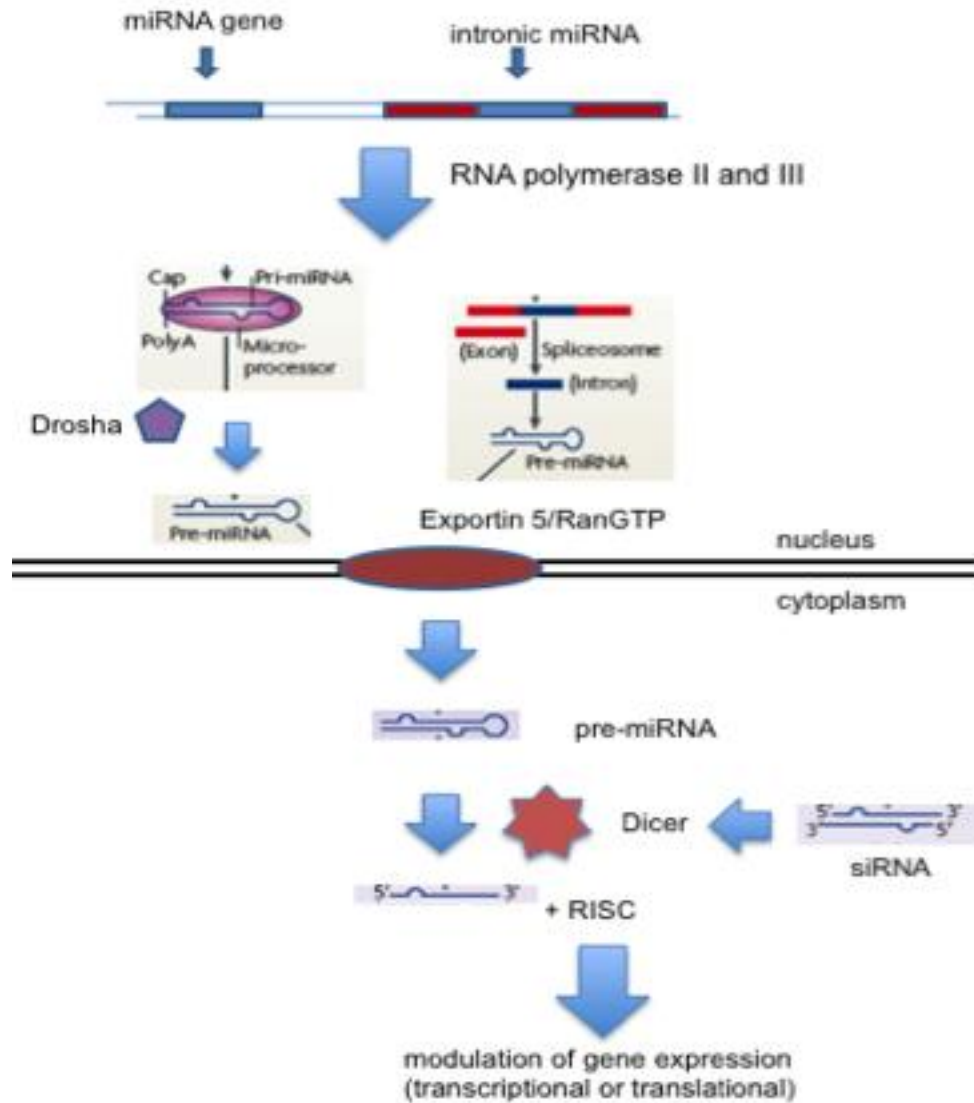 miRNA gene
intronic miRNA
RNA polymerase II and III
Cap
Pri-miRNA
PolyA
Micro-
processor
(Exon)
Spliceosome
(Intron)
Pre-miRNA
Drosha
Pre-miRNA
Exportin 5/RanGTP
nucleus
cytoplasm
pre-miRNA
Dicer
5' 3'
3' 5'
siRNA
5' 3'
+ RISC
modulation of gene expression
(transcriptional or translational)